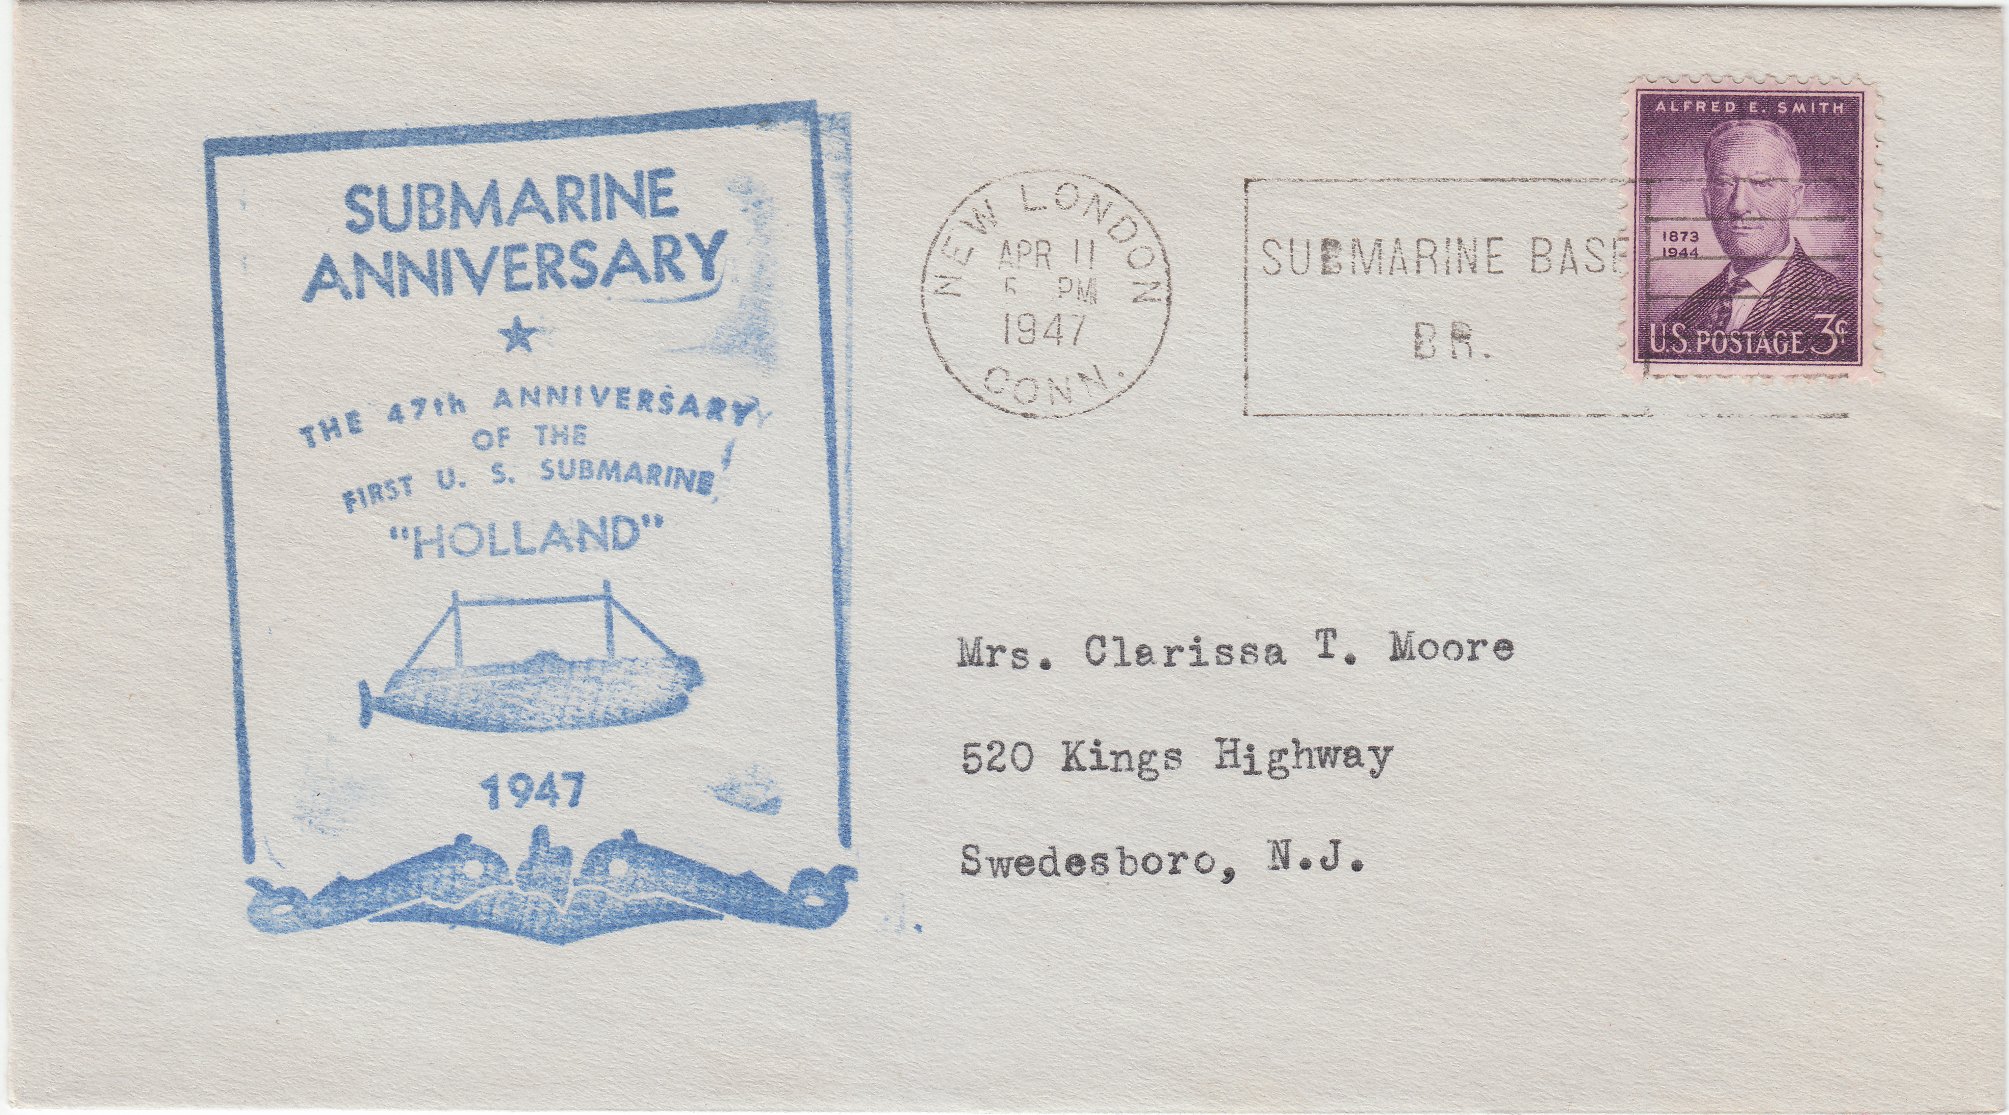 SUBMARINE
ANNIVERSARY
THE 47th ANNIVERSARY
OF THE
FIRST U. S. SUBMARINE,
"HOLLAND"
1947
NEW LONDON
APR 11
5 PM
1947
CONN.
SUBMARINE BASE
BR.
ALFRED E. SMITH
1873
1944
U.S. POSTAGE 3¢
Mrs. Clarissa T. Moore
520 Kings Highway
Swedesboro, N.J.